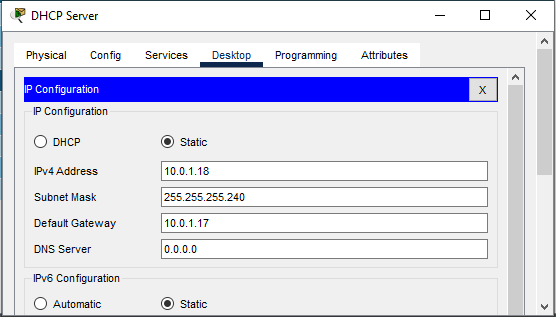 DHCP Server
Physical Config Services Desktop Programming Attributes
IP Configuration X
IP Configuration
DHCP Static
IPv4 Address 10.0.1.18
Subnet Mask 255.255.255.240
Default Gateway 10.0.1.17
DNS Server 0.0.0.0
IPv6 Configuration
Automatic Static